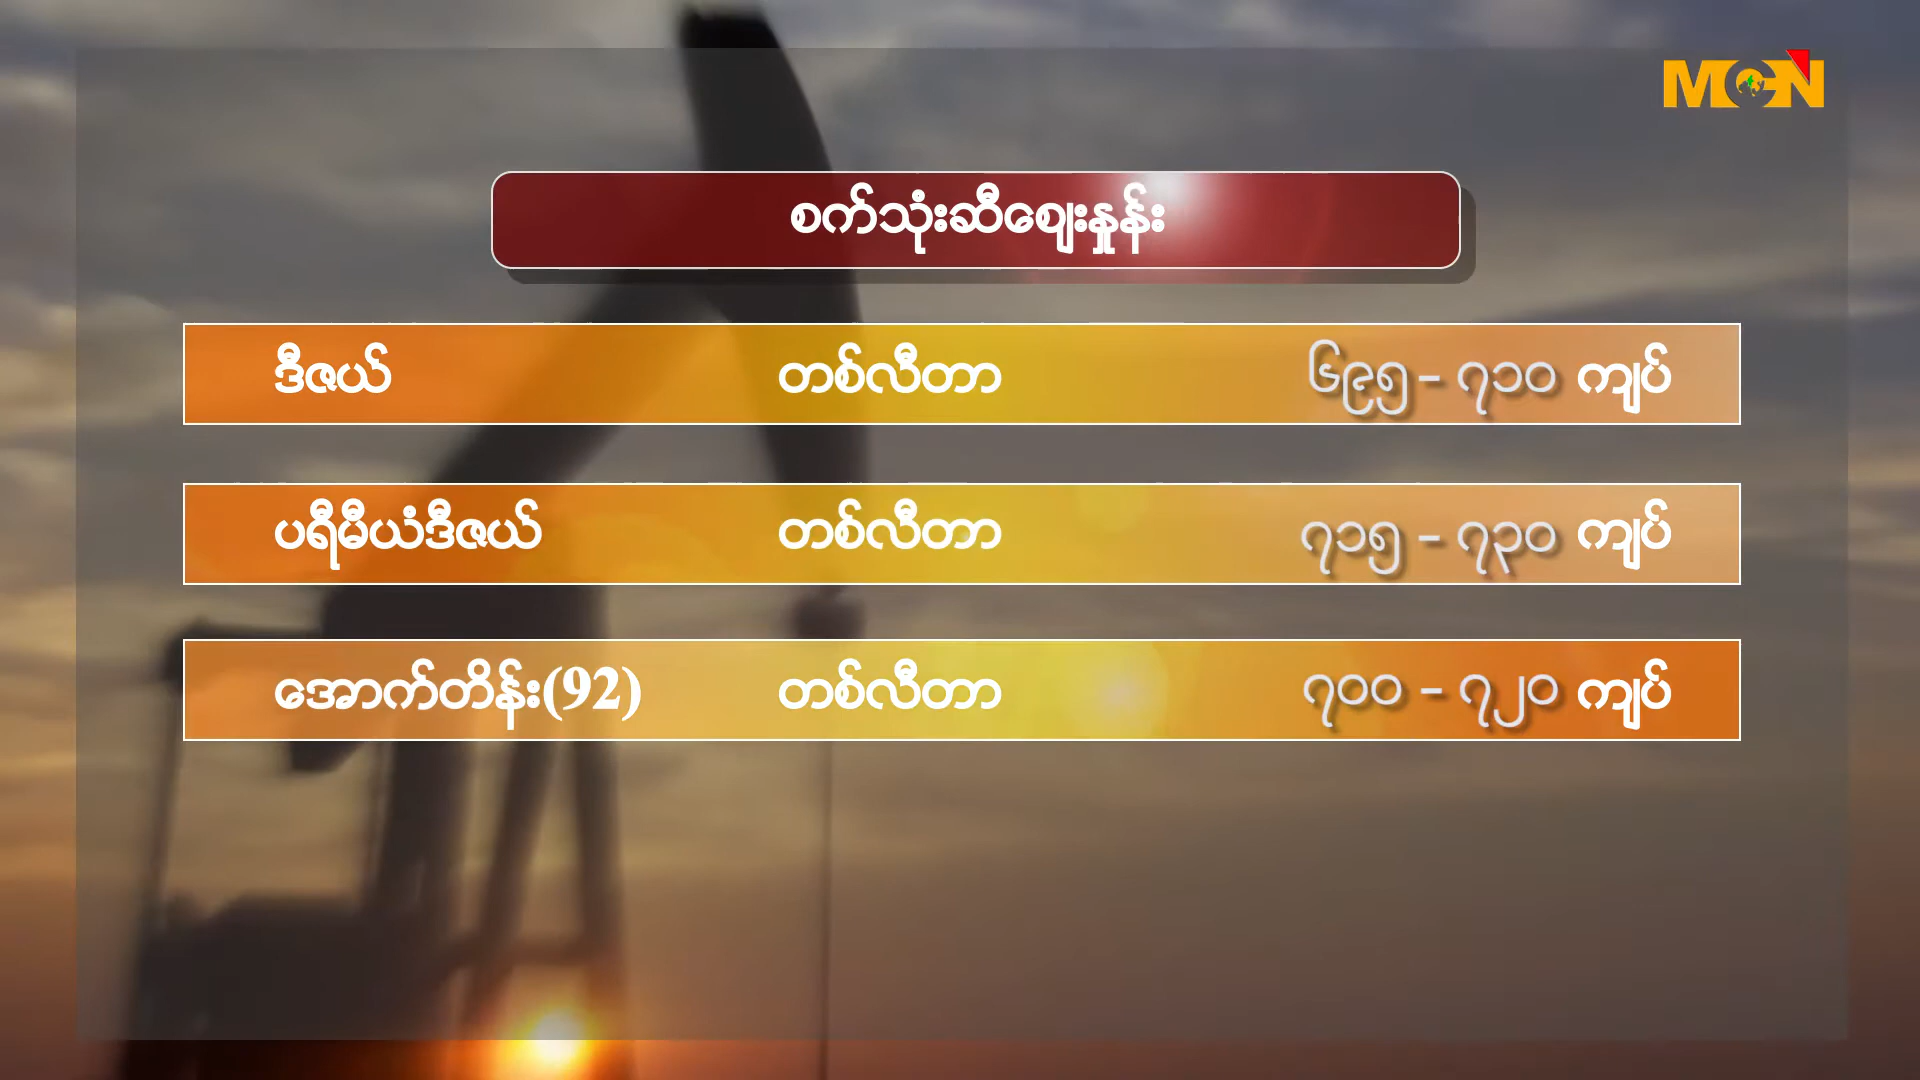 MCN
စက်သုံးဆီဈေးနှုန်း
ဒီဇယ် တစ်လီတာ ၆၉၅ - ၇၁၀ ကျပ်
ပရီမီယံဒီဇယ် တစ်လီတာ ၇၁၅ - ၇၃၀ ကျပ်
အောက်တိန်း(92) တစ်လီတာ ၇၀၀ - ၇၂၀ ကျပ်